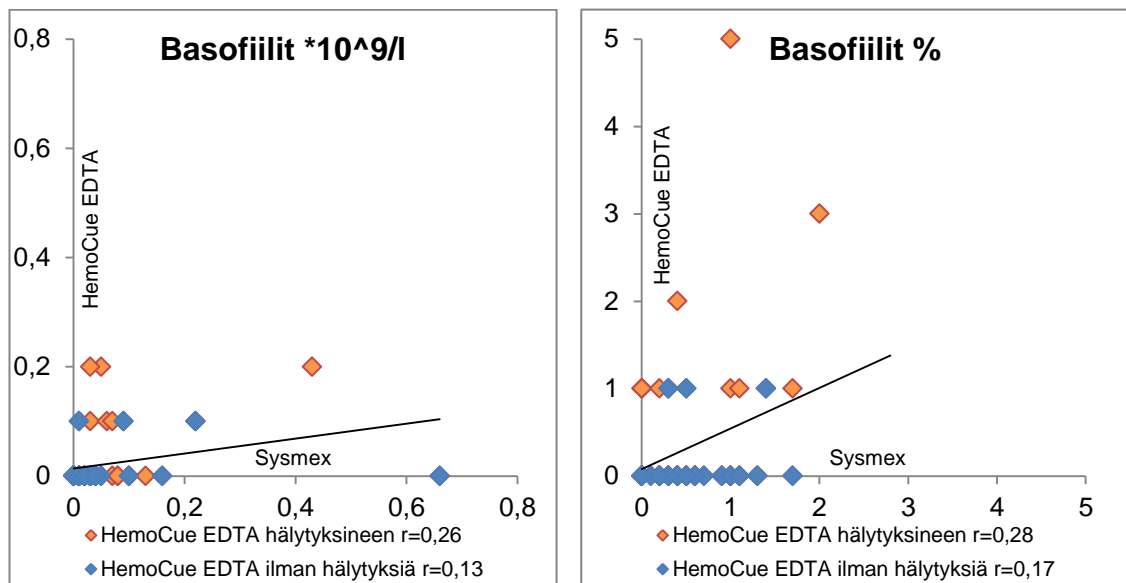 Basofiilit *10^9/l
0,8
0,6
0,4
0,2
0
HemoCue EDTA
Sysmex
0
0,2
0,4
0,6
0,8
HemoCue EDTA hälytyksineen r=0,26
HemoCue EDTA ilman hälytyksiä r=0,13
Basofiilit %
5
4
3
2
1
0
HemoCue EDTA
Sysmex
0
1
2
3
4
5
HemoCue EDTA hälytyksineen r=0,28
HemoCue EDTA ilman hälytyksiä r=0,17